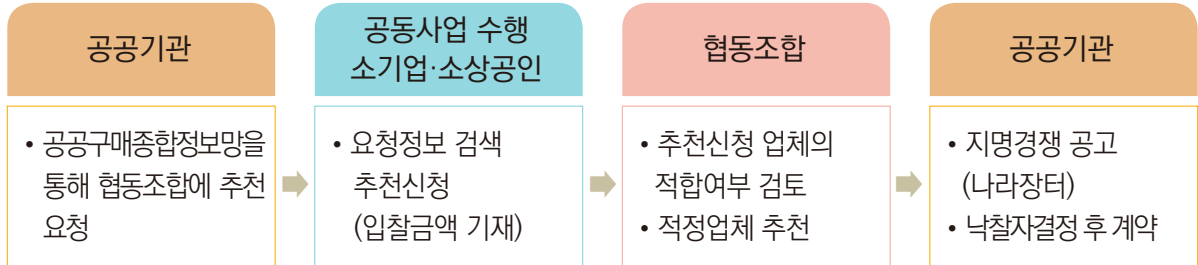 공공기관
• 공공구매종합정보망을
통해 협동조합에 추천
요청
공동사업 수행
소기업·소상공인
• 요청정보 검색
추천신청
(입찰금액 기재)
협동조합
• 추천신청 업체의
적합여부 검토
• 적정업체 추천
공공기관
• 지명경쟁 공고
(나라장터)
• 낙찰자결정 후 계약